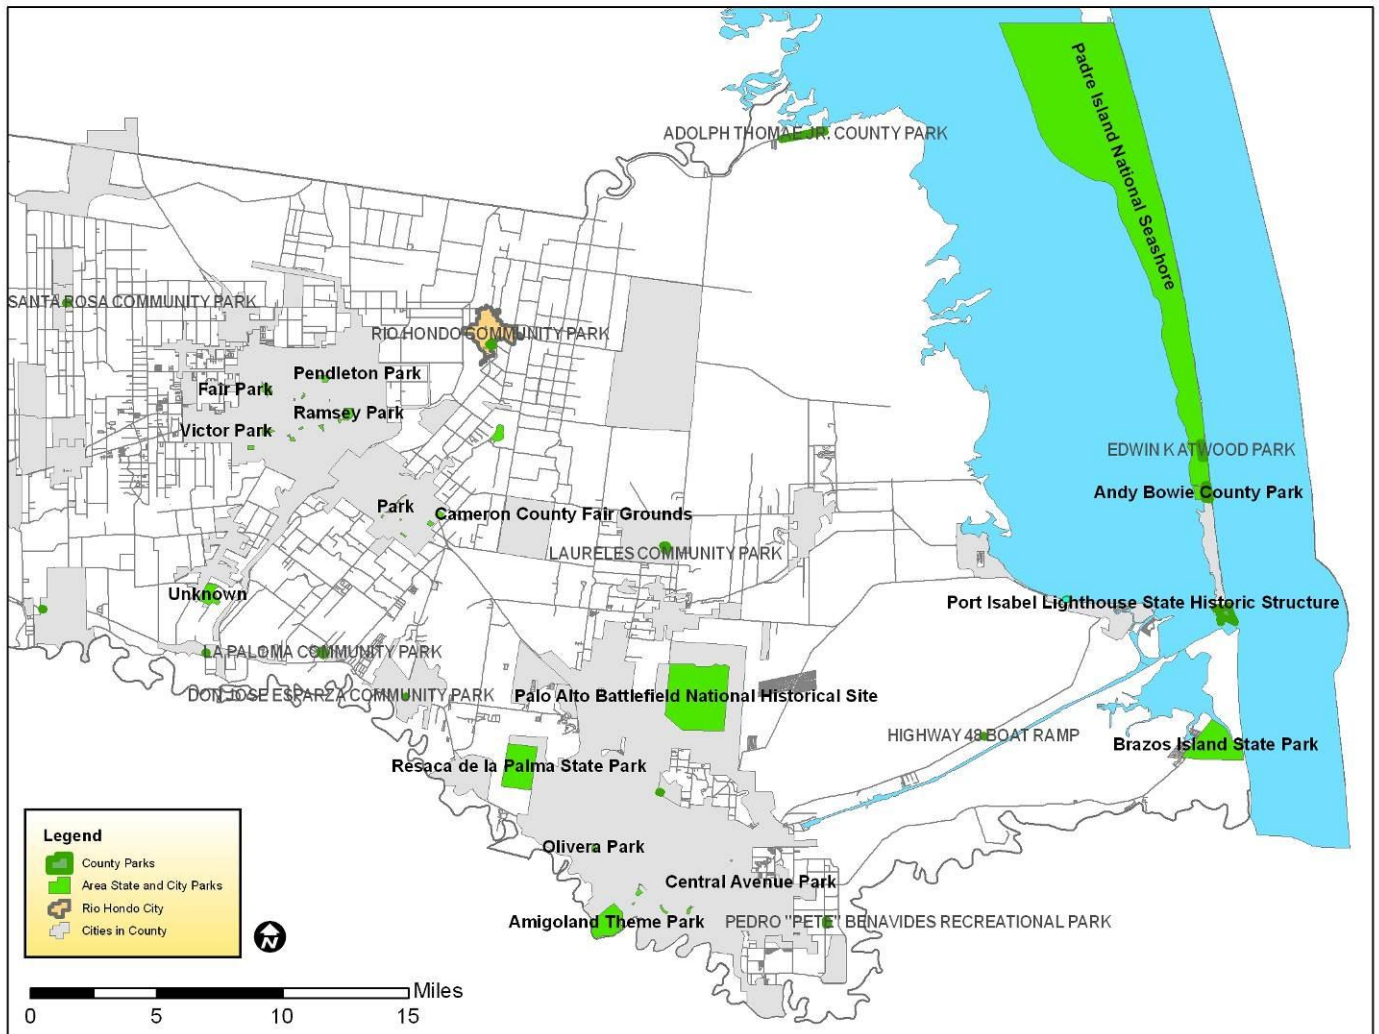 Padre Island National Seashore
ADOLPH THOMAE JR. COUNTY PARK
SANTA ROSA COMMUNITY PARK
RIO HONDO COMMUNITY PARK
Pendleton Park
Fair Park
Ramsey Park
Victor Park
EDWIN K ATWOOD PARK
Andy Bowie County Park
Park
Cameron County Fair Grounds
LAURELES COMMUNITY PARK
Unknown
Port Isabel Lighthouse State Historic Structure
LA PALOMA COMMUNITY PARK
DON JOSE ESPARZA COMMUNITY PARK
Palo Alto Battlefield National Historical Site
HIGHWAY 48 BOAT RAMP
Brazos Island State Park
Resaca de la Palma State Park
Olivera Park
Central Avenue Park
Amigoland Theme Park
PEDRO "PETE" BENAVIDES RECREATIONAL PARK
Legend
County Parks
Area State and City Parks
Rio Hondo City
Cities in County
N
Miles
0 5 10 15